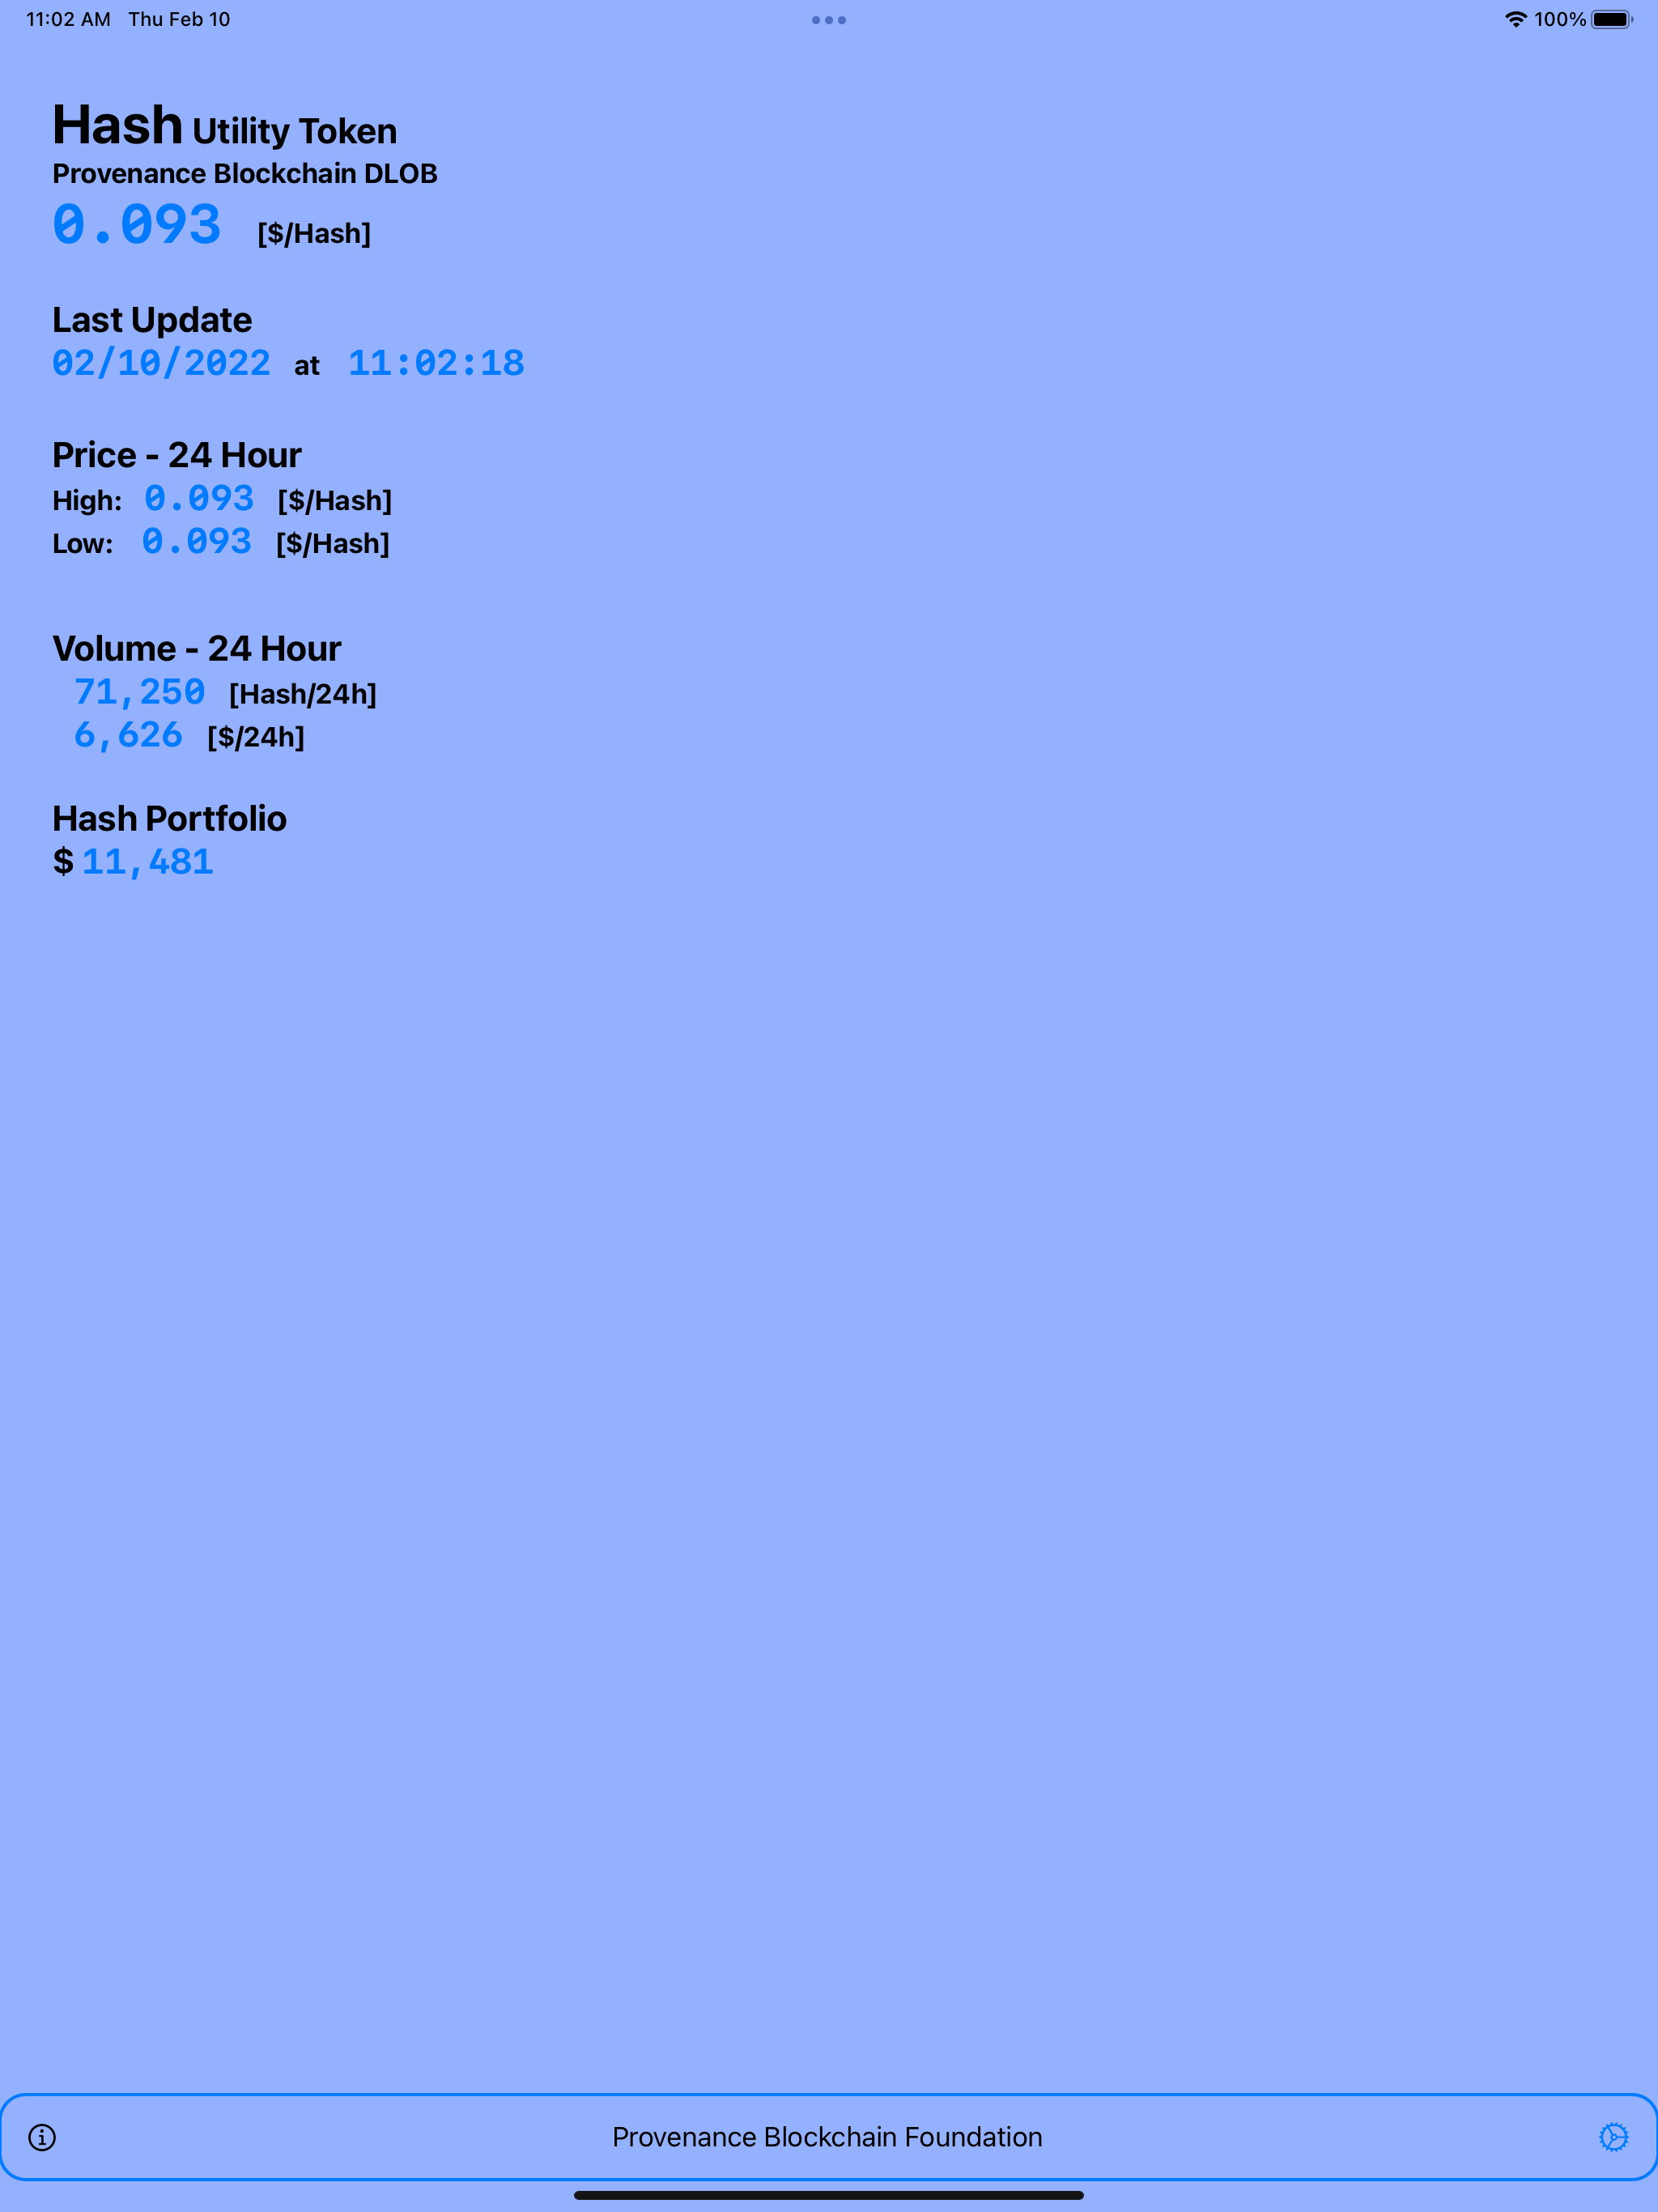 11:02 AM Thu Feb 10 100%
Hash Utility Token
Provenance Blockchain DLOB
0.093 [$/Hash]
Last Update
02/10/2022 at 11:02:18
Price - 24 Hour
High: 0.093 [$/Hash]
Low: 0.093 [$/Hash]
Volume - 24 Hour
71,250 [Hash/24h]
6,626 [$/24h]
Hash Portfolio
$ 11,481
Provenance Blockchain Foundation